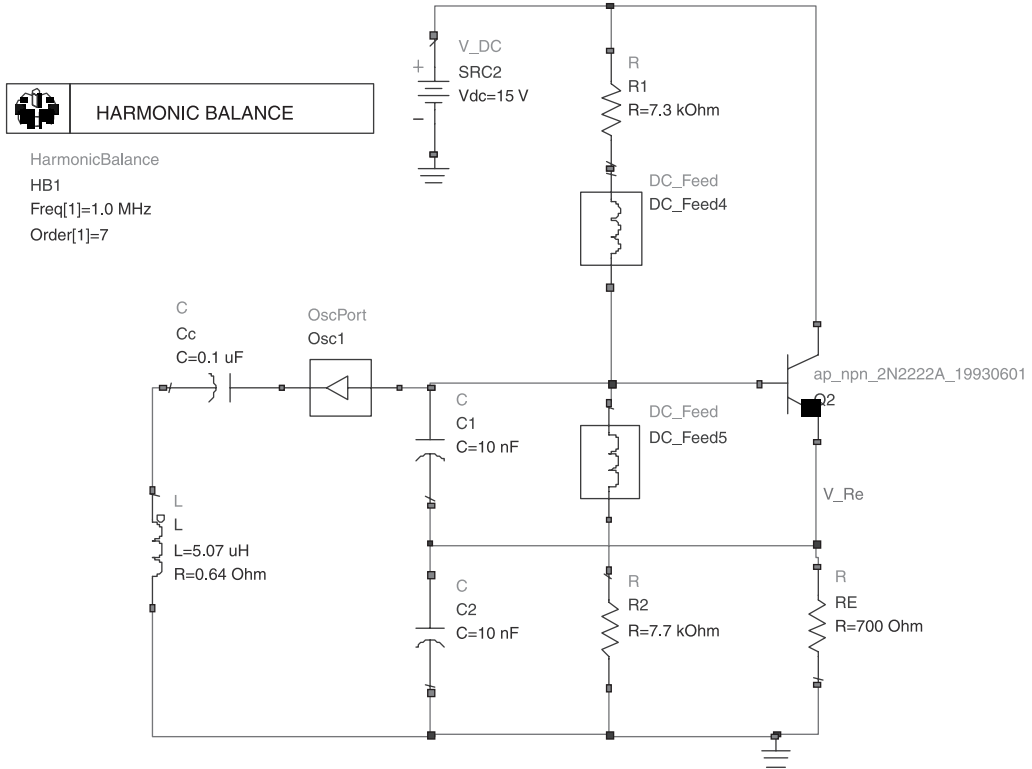 V_DC
+
SRC2
Vdc=15 V
−
R
R1
R=7.3 kOhm
HARMONIC BALANCE
HarmonicBalance
HB1
Freq[1]=1.0 MHz
Order[1]=7
DC_Feed
DC_Feed4
C
Cc
C=0.1 uF
OscPort
Osc1
ap_npn_2N2222A_19930601
Q2
C
C1
C=10 nF
DC_Feed
DC_Feed5
V_Re
L
L
L=5.07 uH
R=0.64 Ohm
C
C2
C=10 nF
R
R2
R=7.7 kOhm
R
RE
R=700 Ohm